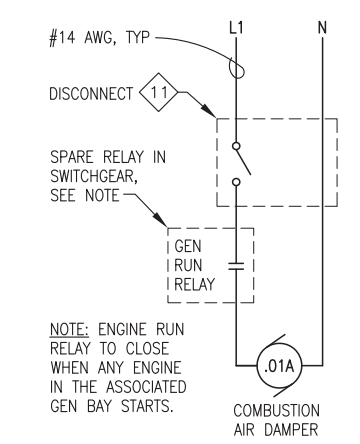 L1 N
#14 AWG, TYP
DISCONNECT 11
SPARE RELAY IN
SWITCHGEAR,
SEE NOTE
GEN
RUN
RELAY
NOTE: ENGINE RUN
RELAY TO CLOSE
WHEN ANY ENGINE
IN THE ASSOCIATED
GEN BAY STARTS.
.01A
COMBUSTION
AIR DAMPER